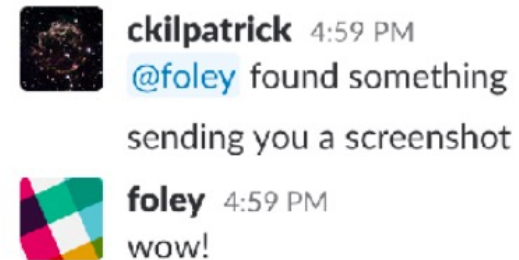 ckilpatrick 4:59 PM
@foley found something
sending you a screenshot
foley 4:59 PM
wow!